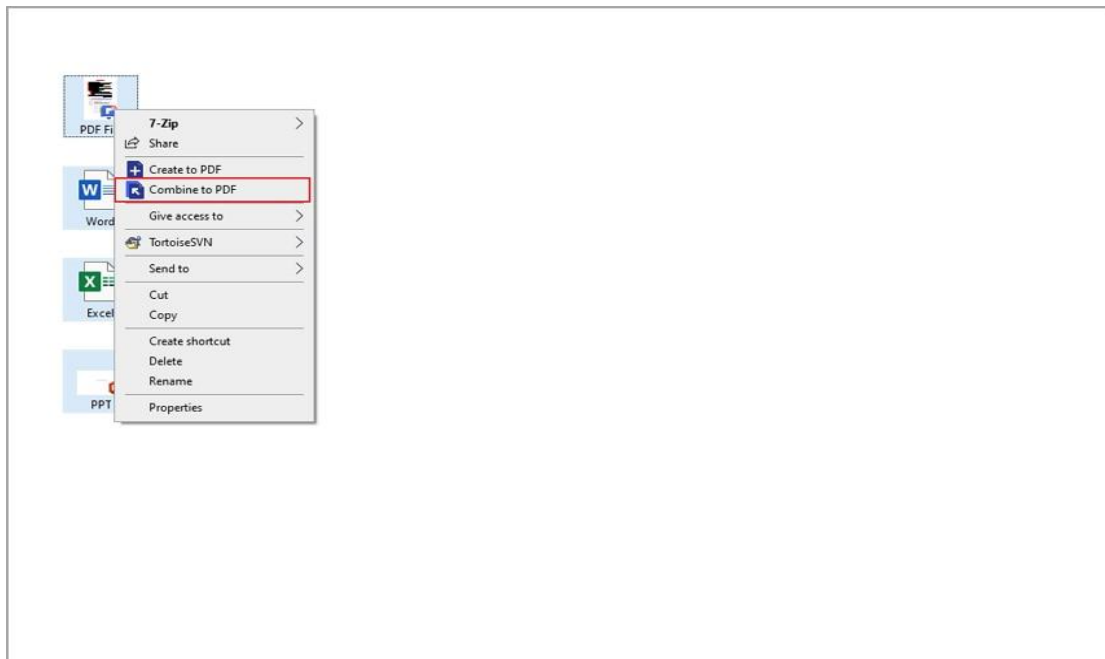 PDF Fi
7-Zip
Share
Create to PDF
Combine to PDF
Word
Give access to
TortoiseSVN
Send to
Excel
Cut
Copy
Create shortcut
Delete
Rename
PPT
Properties